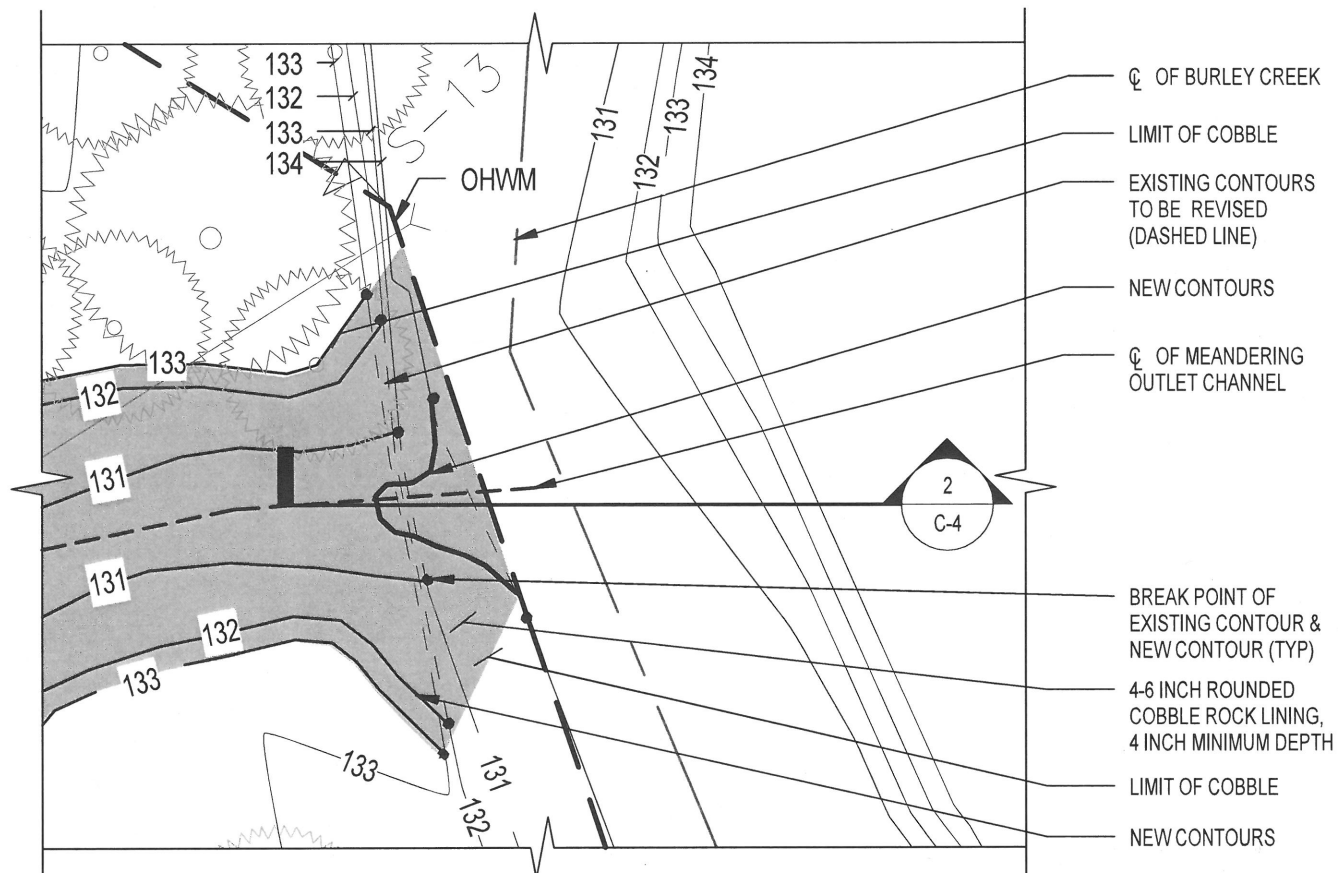 133
132
133
134
S-13
OHWM
131
132
133
134
℄ OF BURLEY CREEK
LIMIT OF COBBLE
EXISTING CONTOURS
TO BE REVISED
(DASHED LINE)
NEW CONTOURS
℄ OF MEANDERING
OUTLET CHANNEL
133
132
131
2
C-4
131
132
133
BREAK POINT OF
EXISTING CONTOUR &
NEW CONTOUR (TYP)
4-6 INCH ROUNDED
COBBLE ROCK LINING,
4 INCH MINIMUM DEPTH
LIMIT OF COBBLE
NEW CONTOURS
133
131
132